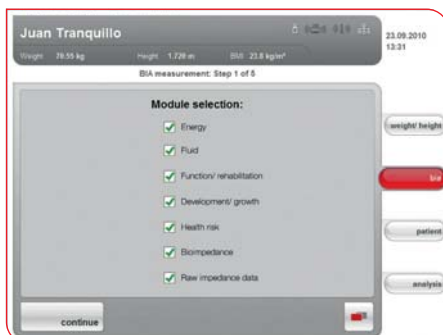 Juan Tranquillo
23.09.2010
13:31
Weight 70.55 kg Height 1.720 m BMI 23.8 kg/m²
BIA measurement: Step 1 of 5
Module selection:
Energy
Fluid
Function/ rehabilitation
Development/ growth
Health risk
Bioimpedance
Raw impedance data
weight/ height
bia
patient
analysis
continue